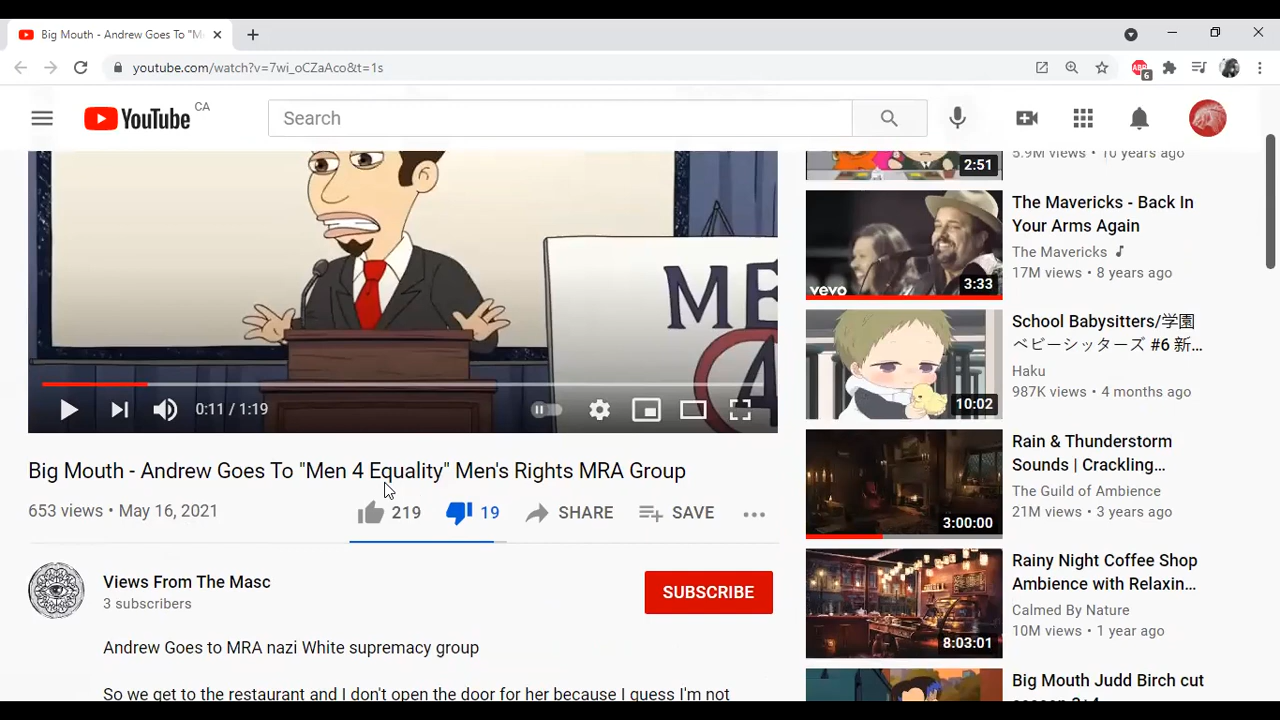 Big Mouth - Andrew Goes To "M
youtube.com/watch?v=7wi_oCZaAco&t=1s
ABP
6
YouTube
CA
Search
2:51
5.9M views • 10 years ago
ME
4
0:11 / 1:19
Big Mouth - Andrew Goes To "Men 4 Equality" Men's Rights MRA Group
653 views • May 16, 2021
219
19
SHARE
SAVE
Views From The Masc
3 subscribers
SUBSCRIBE
Andrew Goes to MRA nazi White supremacy group
So we get to the restaurant and I don't open the door for her because I guess I'm not
vevo
3:33
The Mavericks - Back In
Your Arms Again
The Mavericks
17M views • 8 years ago
10:02
School Babysitters/学園
ベビーシッターズ #6 新...
Haku
987K views • 4 months ago
3:00:00
Rain & Thunderstorm
Sounds | Crackling...
The Guild of Ambience
21M views • 3 years ago
8:03:01
Rainy Night Coffee Shop
Ambience with Relaxin...
Calmed By Nature
10M views • 1 year ago
Big Mouth Judd Birch cut